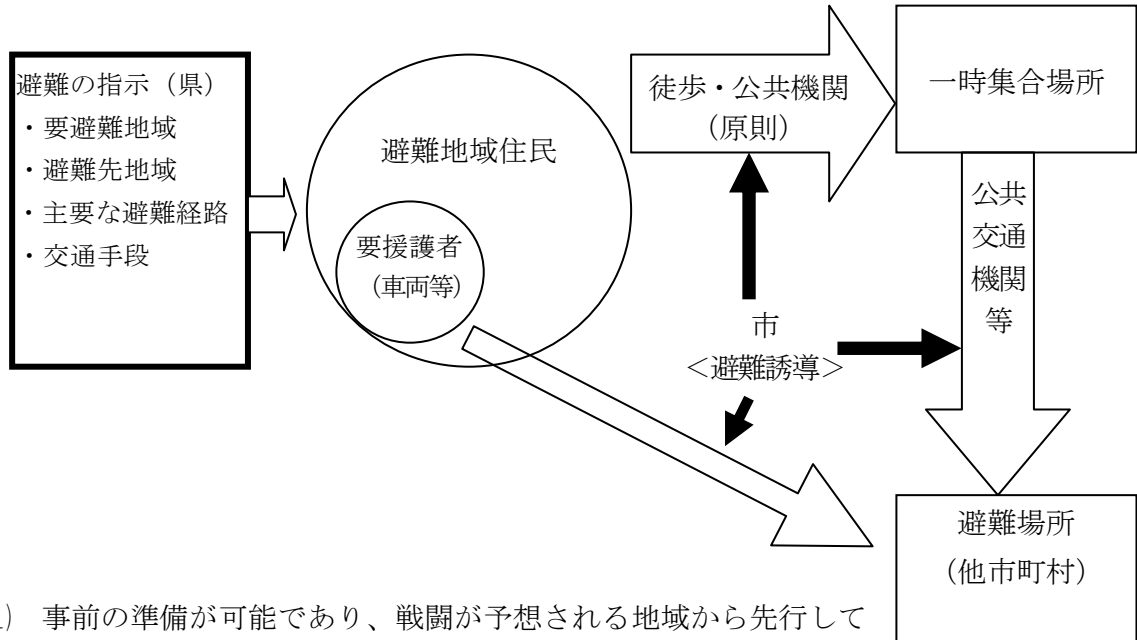 避難の指示（県）
・要避難地域
・避難先地域
・主要な避難経路
・交通手段
避難地域住民
要援護者
（車両等）
徒歩・公共機関
（原則）
一時集合場所
公共
交通
機関
等
市
＜避難誘導＞
避難場所
（他市町村）
） 事前の準備が可能であり、戦闘が予想される地域から先行して